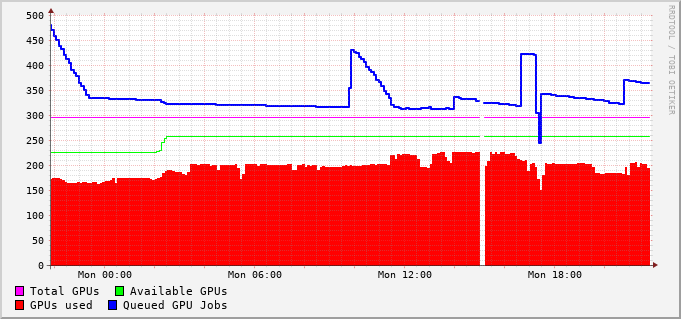 500
450
400
350
300
250
200
150
100
50
0
Mon 00:00 Mon 06:00 Mon 12:00 Mon 18:00
Total GPUs Available GPUs
GPUs used Queued GPU Jobs
RRDTOOL / TOBI OETIKER